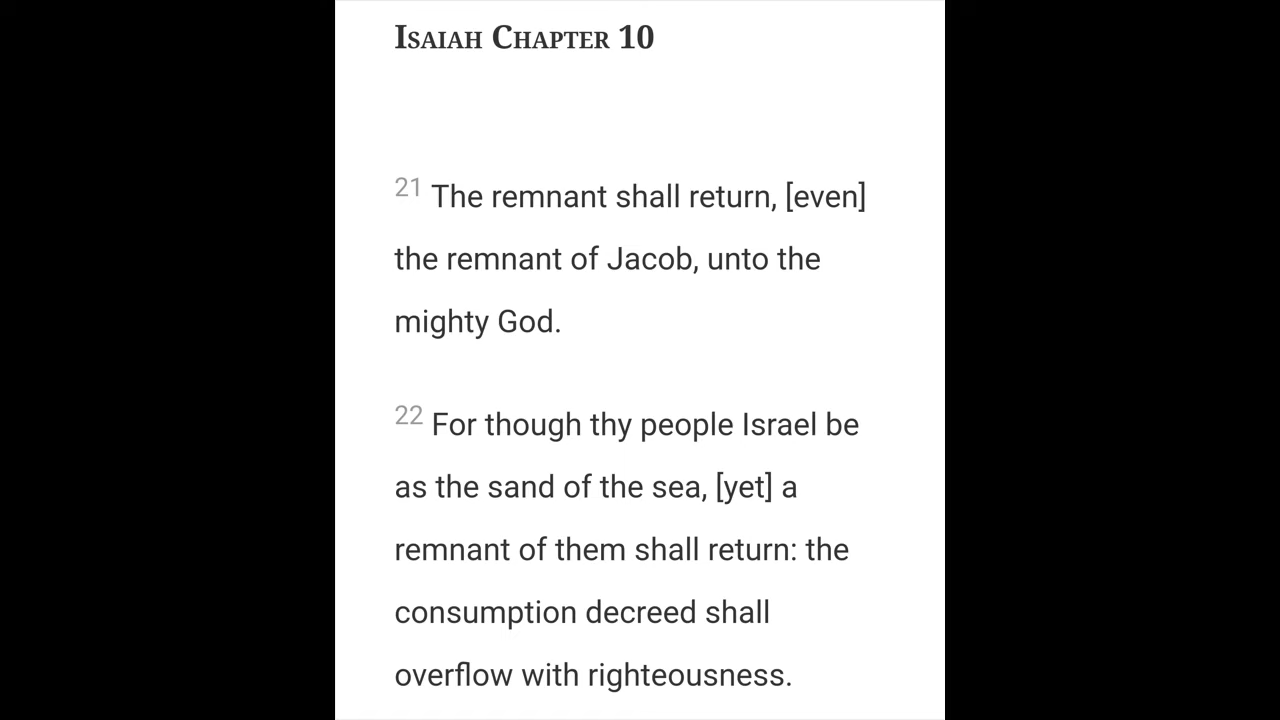 Isaiah Chapter 10
21 The remnant shall return, [even]
the remnant of Jacob, unto the
mighty God.
22 For though thy people Israel be
as the sand of the sea, [yet] a
remnant of them shall return: the
consumption decreed shall
overflow with righteousness.